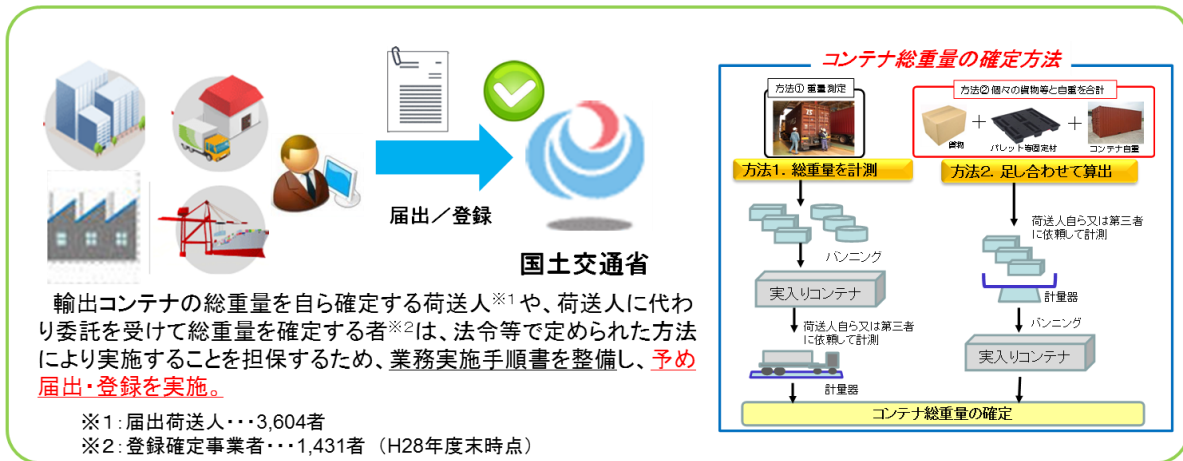 届出／登録
国土交通省
輸出コンテナの総重量を自ら確定する荷送人※1や、荷送人に代わ
り委託を受けて総重量を確定する者※2は、法令等で定められた方法
により実施することを担保するため、業務実施手順書を整備し、予め
届出・登録を実施。
※1：届出荷送人・・・3,604者
※2：登録確定事業者・・・1,431者 （H28年度末時点）
コンテナ総重量の確定方法
方法① 重量測定
方法1．総重量を計測
バンニング
実入りコンテナ
荷送人自ら又は第三者
に依頼して計測
計量器
方法② 個々の貨物等と自重を合計
＋
＋
貨物
パレット等固定材
コンテナ自重
方法2．足し合わせて算出
荷送人自ら又は第三者
に依頼して計測
計量器
バンニング
実入りコンテナ
コンテナ総重量の確定